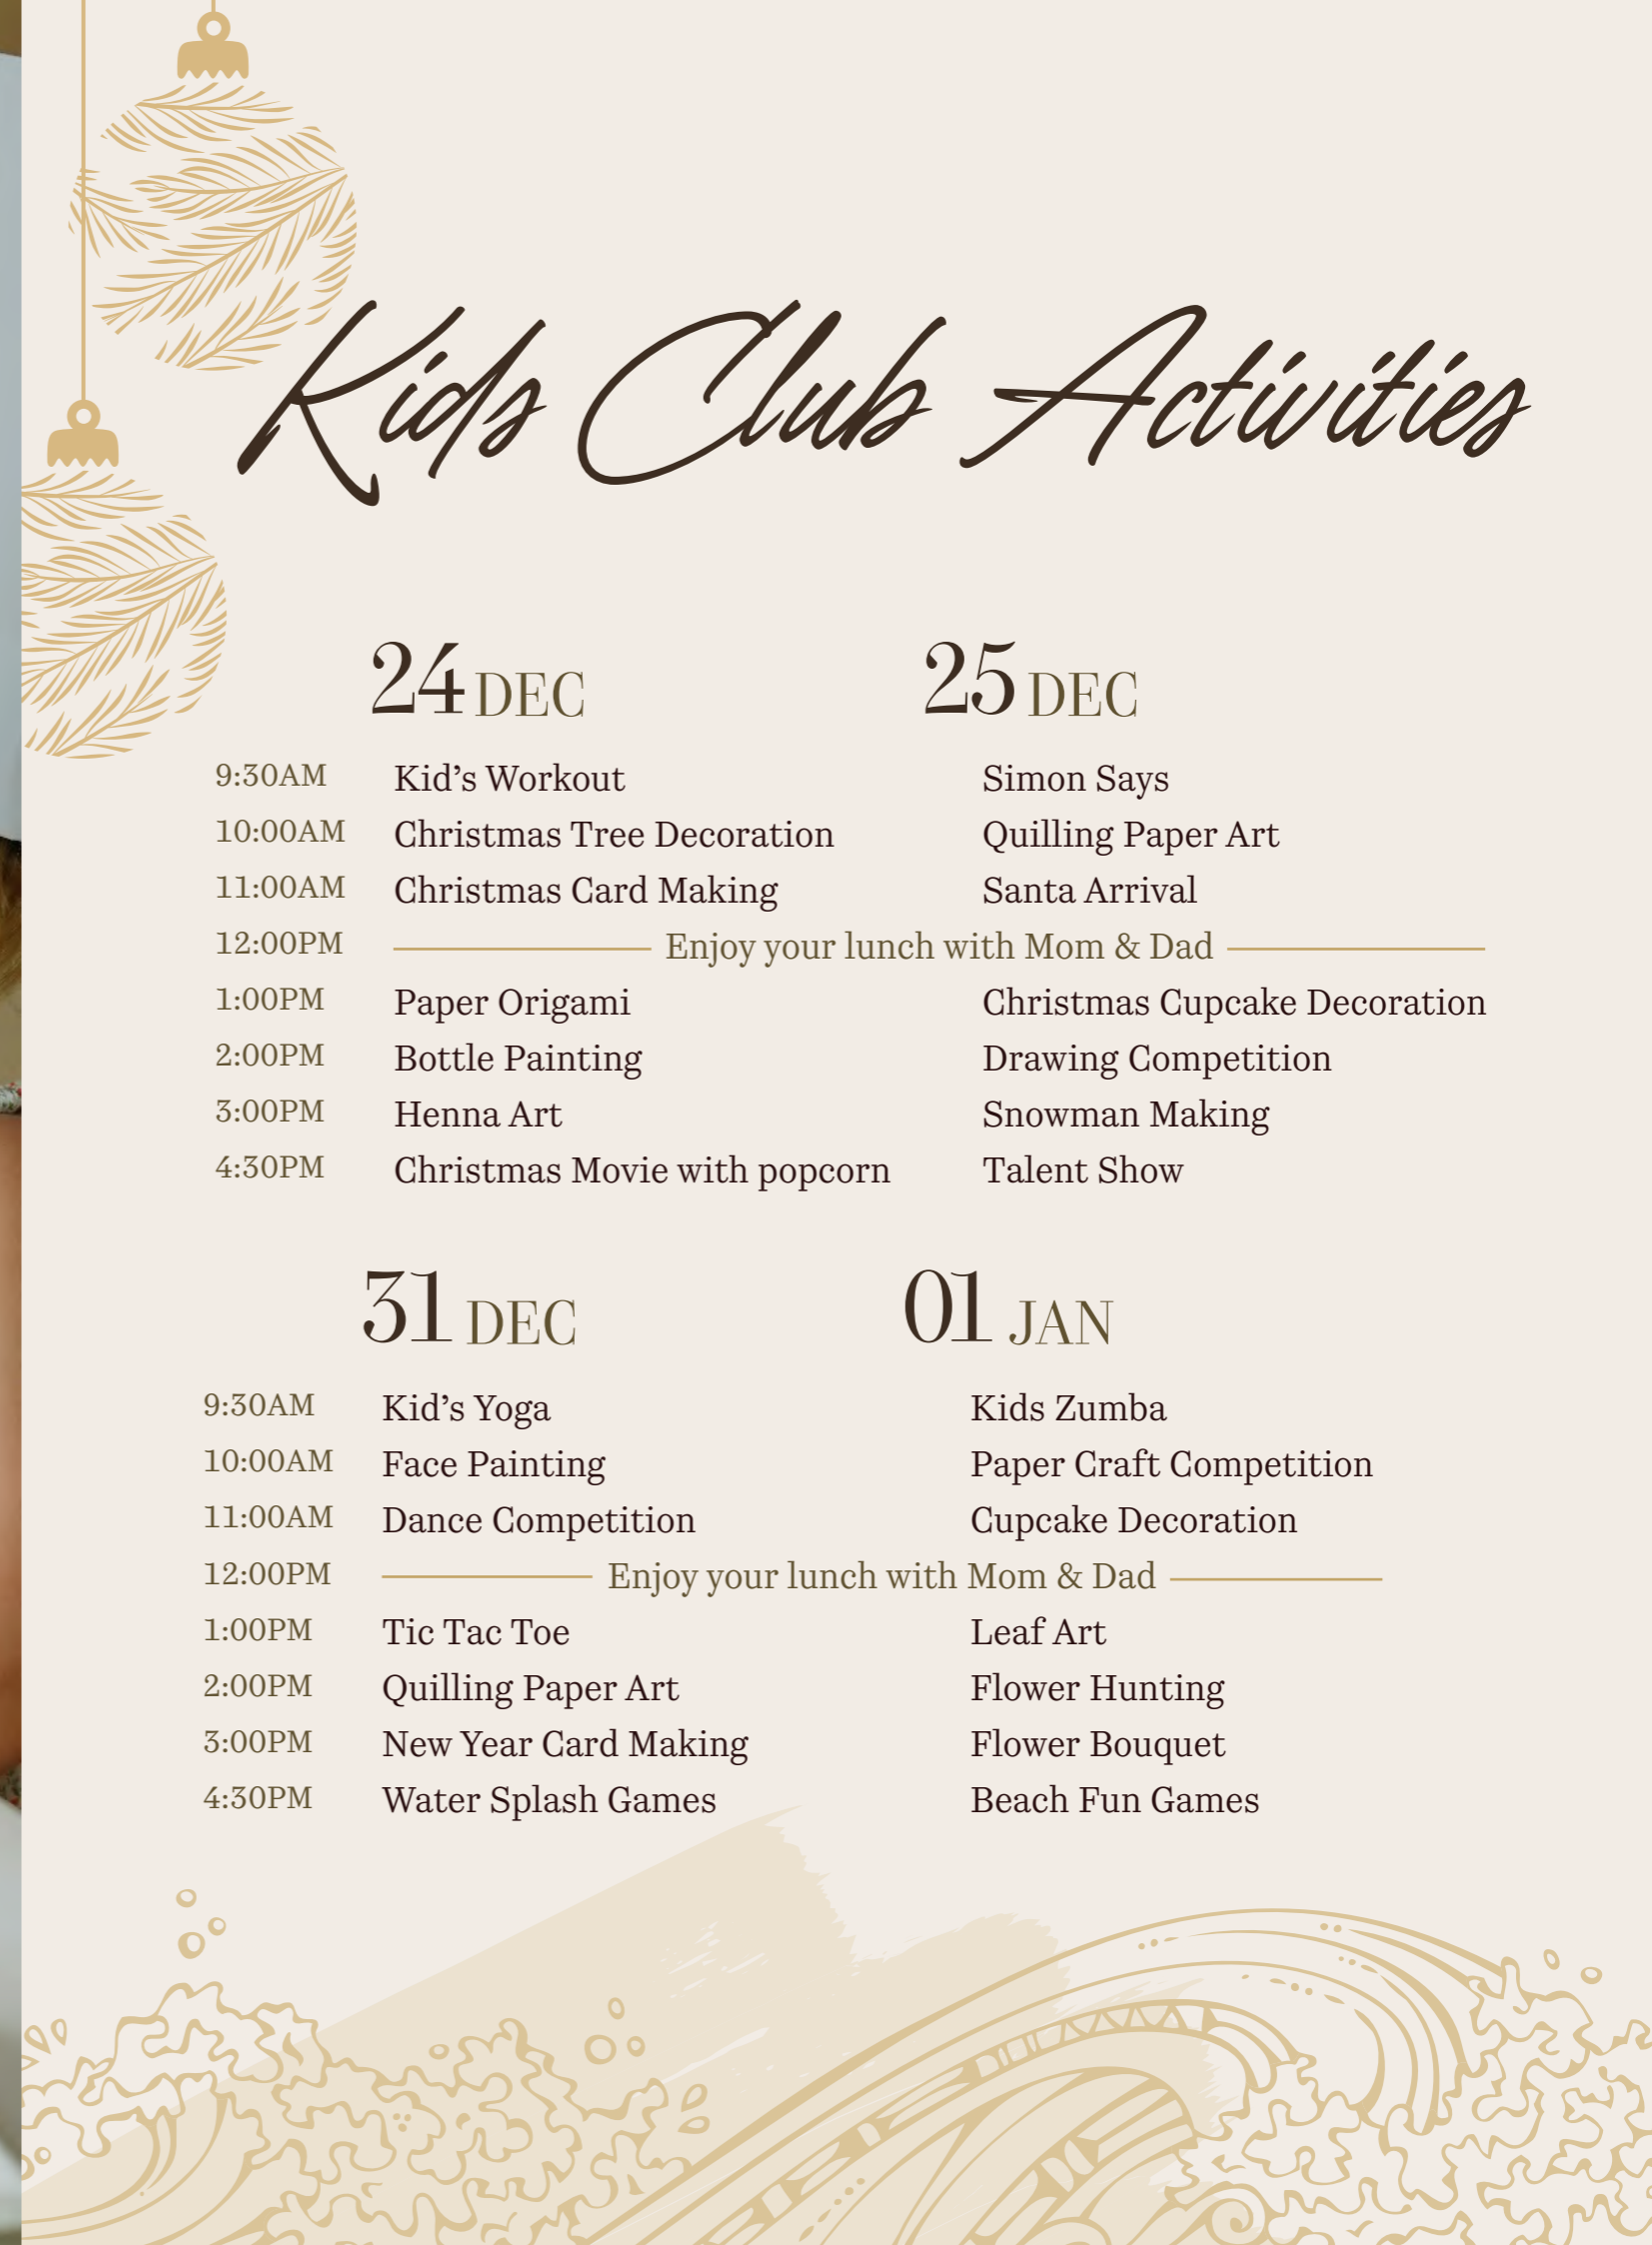 Kids Club Activities
24 DEC 25 DEC
9:30AM Kid's Workout Simon Says
10:00AM Christmas Tree Decoration Quilling Paper Art
11:00AM Christmas Card Making Santa Arrival
12:00PM Enjoy your lunch with Mom & Dad
1:00PM Paper Origami Christmas Cupcake Decoration
2:00PM Bottle Painting Drawing Competition
3:00PM Henna Art Snowman Making
4:30PM Christmas Movie with popcorn Talent Show
31 DEC 01 JAN
9:30AM Kid's Yoga Kids Zumba
10:00AM Face Painting Paper Craft Competition
11:00AM Dance Competition Cupcake Decoration
12:00PM Enjoy your lunch with Mom & Dad
1:00PM Tic Tac Toe Leaf Art
2:00PM Quilling Paper Art Flower Hunting
3:00PM New Year Card Making Flower Bouquet
4:30PM Water Splash Games Beach Fun Games